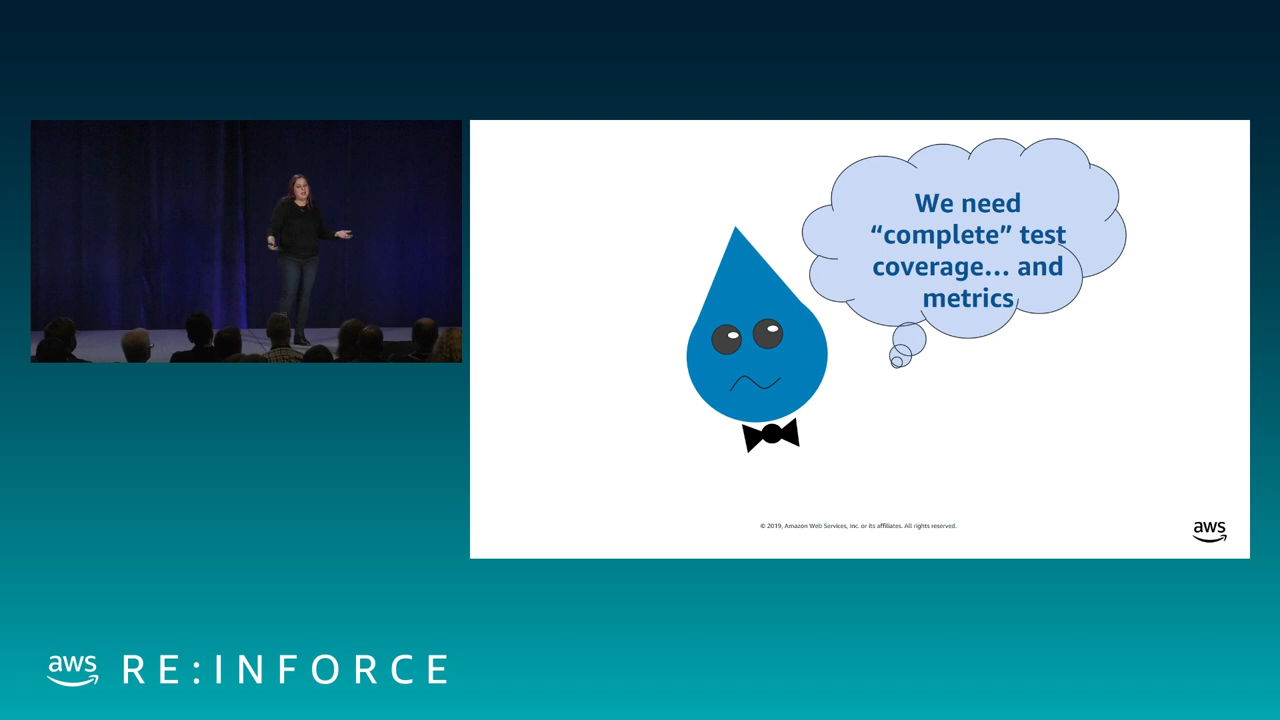 We need
“complete” test
coverage... and
metrics
© 2019, Amazon Web Services, Inc. or its affiliates. All rights reserved.
aws
aws RE:INFORCE